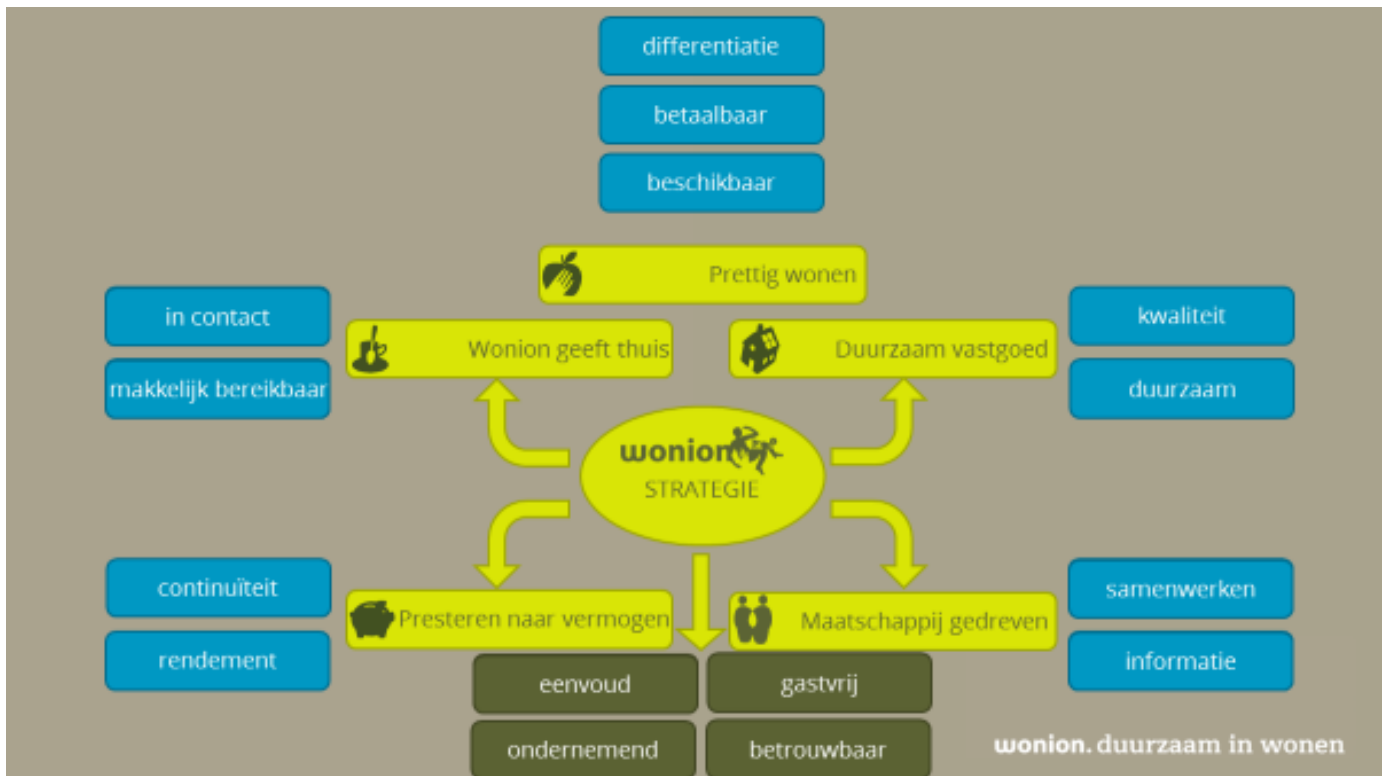 differentiatie
betaalbaar
beschikbaar
Prettig wonen
in contact
makkelijk bereikbaar
Wonion geeft thuis
Duurzaam vastgoed
kwaliteit
duurzaam
wonion
STRATEGIE
continuïteit
rendement
Presteren naar vermogen
Maatschappij gedreven
samenwerken
informatie
eenvoud
gastvrij
ondernemend
betrouwbaar
wonion. duurzaam in wonen